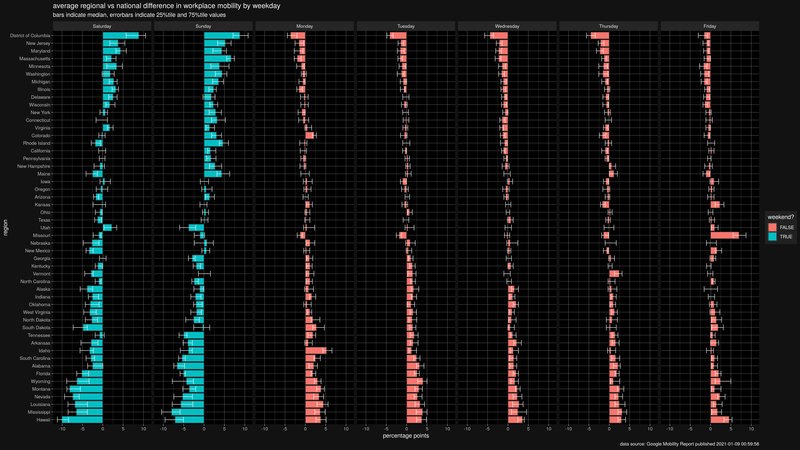 average regional vs national difference in workplace mobility by weekday
bars indicate median, errorbars indicate 25%tile and 75%tile values
Saturday Sunday Monday Tuesday Wednesday Thursday Friday
District of Columbia
New Jersey
Maryland
Massachusetts
Minnesota
Washington
Michigan
Illinois
Delaware
Wisconsin
New York
Connecticut
Virginia
Colorado
Rhode Island
California
Pennsylvania
New Hampshire
Maine
Iowa
Oregon
Arizona
Kansas
Ohio
Texas
Utah
Missouri
Nebraska
New Mexico
Georgia
Kentucky
Vermont
North Carolina
Alaska
Indiana
Oklahoma
West Virginia
North Dakota
South Dakota
Tennessee
Arkansas
Idaho
South Carolina
Alabama
Florida
Wyoming
Montana
Nevada
Louisiana
Mississippi
Hawaii
region
-10 -5 0 5 10 -10 -5 0 5 10 -10 -5 0 5 10 -10 -5 0 5 10 -10 -5 0 5 10 -10 -5 0 5 10 -10 -5 0 5 10
percentage points
weekend?
FALSE
TRUE
data source: Google Mobility Report published 2021-01-09 00:59:58